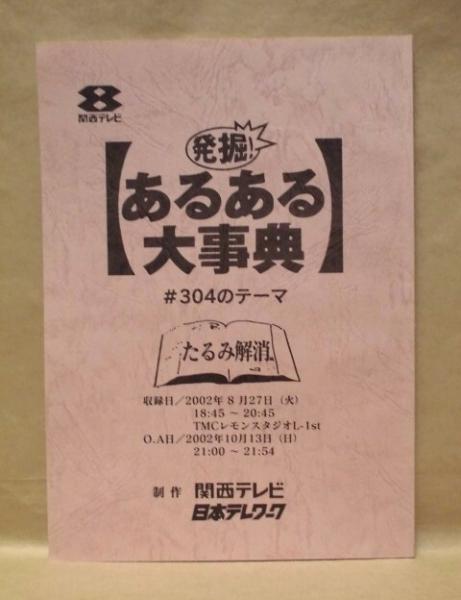 関西テレビ
発掘!
【あるある
大事典】
#304のテーマ
たるみ解消
収録日/2002年8月27日(火)
18:45~20:45
TMCレモンスタジオL-1st
O.A日/2002年10月13日(日)
21:00~21:54
制作 関西テレビ
日本テレワーク